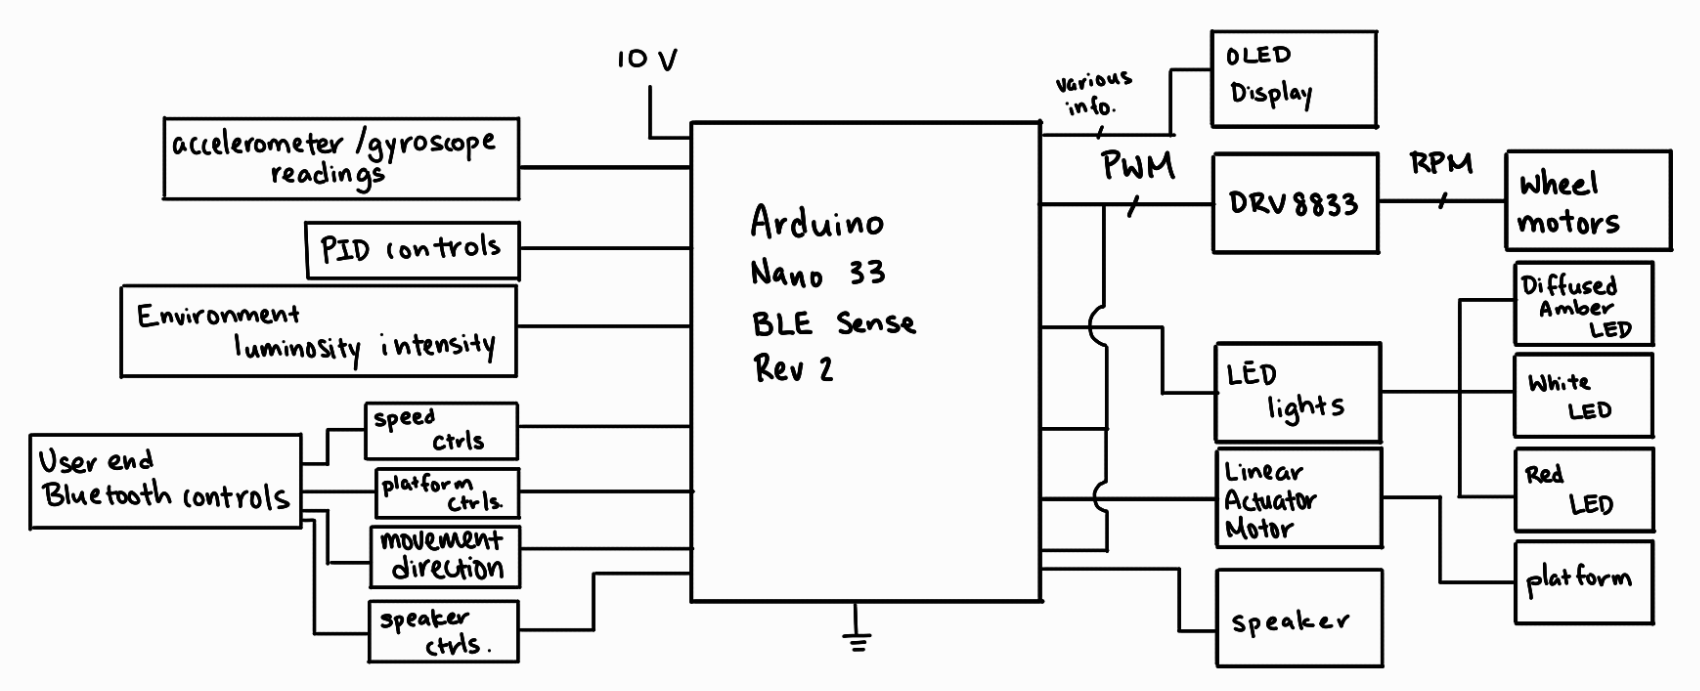 10 V
accelerometer /gyroscope
readings
PID controls
Environment
luminosity intensity
User end
Bluetooth controls
speed
ctrls
platform
ctrls.
movement
direction
speaker
ctrls.
Arduino
Nano 33
BLE Sense
Rev 2
various
info.
OLED
Display
PWM
DRV8833
RPM
Wheel
motors
LED
lights
Diffused
Amber
LED
White
LED
Red
LED
Linear
Actuator
Motor
platform
speaker